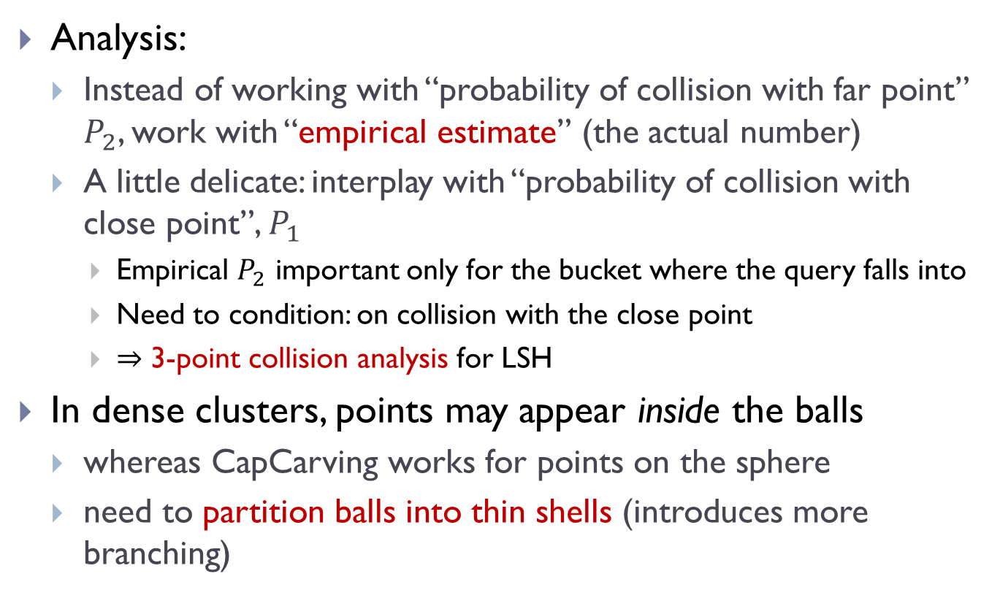 Analysis:
Instead of working with “probability of collision with far point”
P₂, work with “empirical estimate” (the actual number)
A little delicate: interplay with “probability of collision with
close point”, P₁
Empirical P₂ important only for the bucket where the query falls into
Need to condition: on collision with the close point
⇒ 3-point collision analysis for LSH
In dense clusters, points may appear inside the balls
whereas CapCarving works for points on the sphere
need to partition balls into thin shells (introduces more
branching)